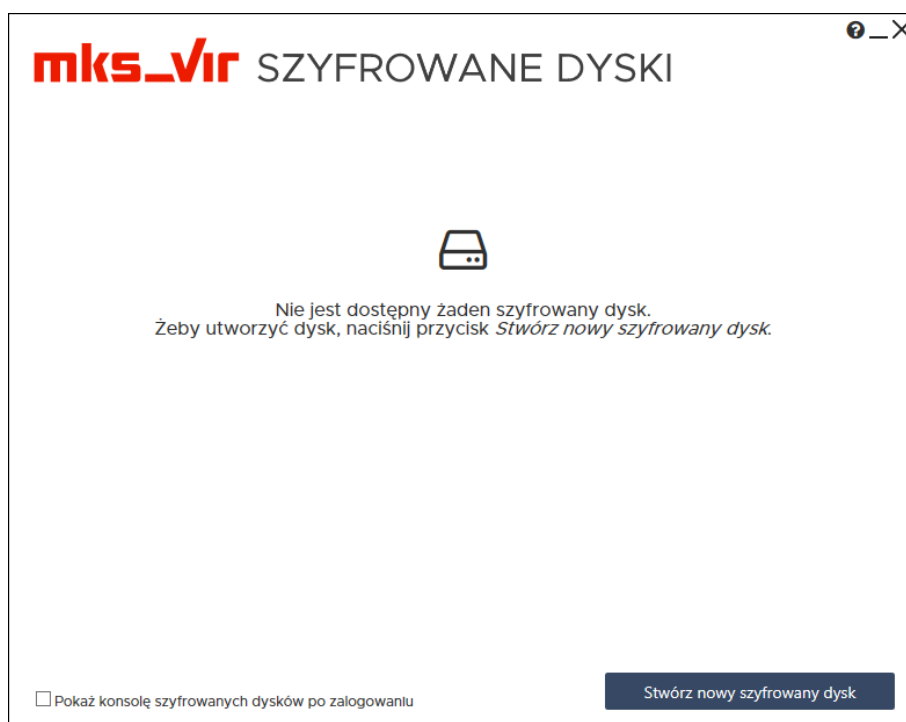 mks_vir SZYFROWANE DYSKI
Nie jest dostępny żaden szyfrowany dysk.
Żeby utworzyć dysk, naciśnij przycisk Stwórz nowy szyfrowany dysk.
Pokaż konsolę szyfrowanych dysków po zalogowaniu
Stwórz nowy szyfrowany dysk